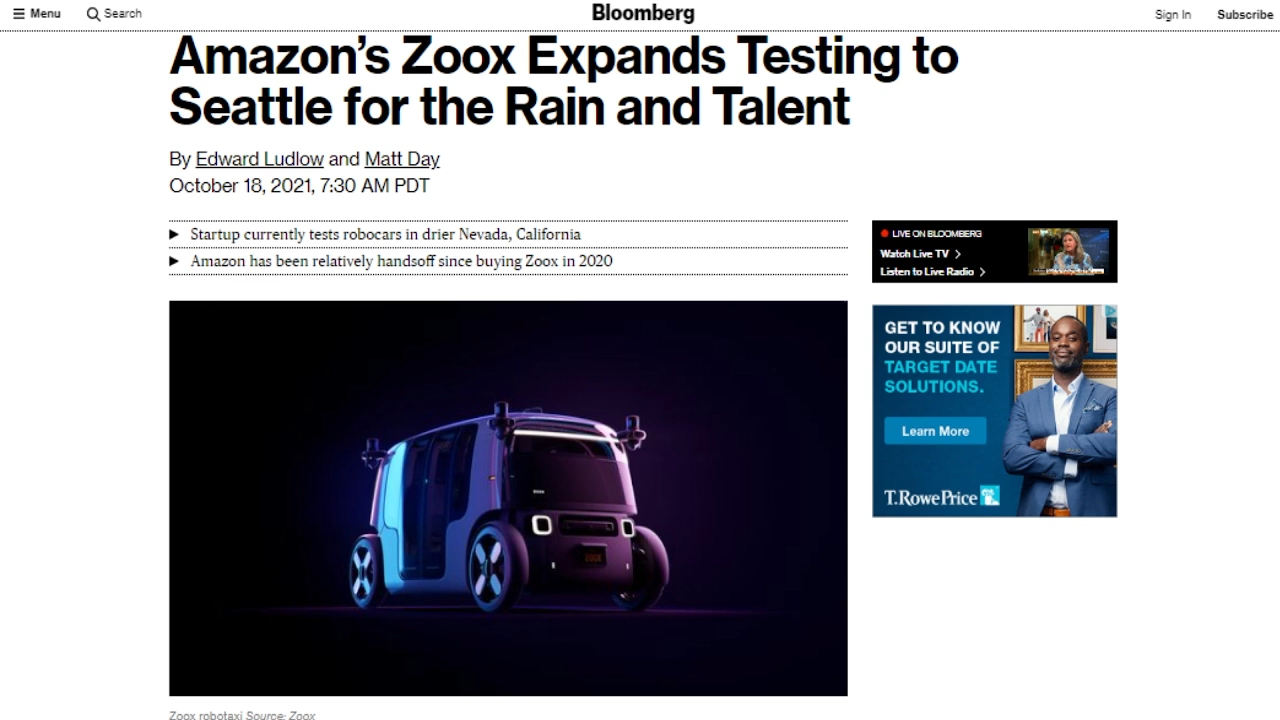 Menu
Search
Bloomberg
Sign In
Subscribe
Amazon's Zoox Expands Testing to
Seattle for the Rain and Talent
By Edward Ludlow and Matt Day
October 18, 2021, 7:30 AM PDT
Startup currently tests robocars in drier Nevada, California
Amazon has been relatively handsoff since buying Zoox in 2020
LIVE ON BLOOMBERG
Watch Live TV
Listen to Live Radio
GET TO KNOW
OUR SUITE OF
TARGET DATE
SOLUTIONS.
Learn More
T.RowePrice
ZOOX
Zoox robotaxi Source: Zoox